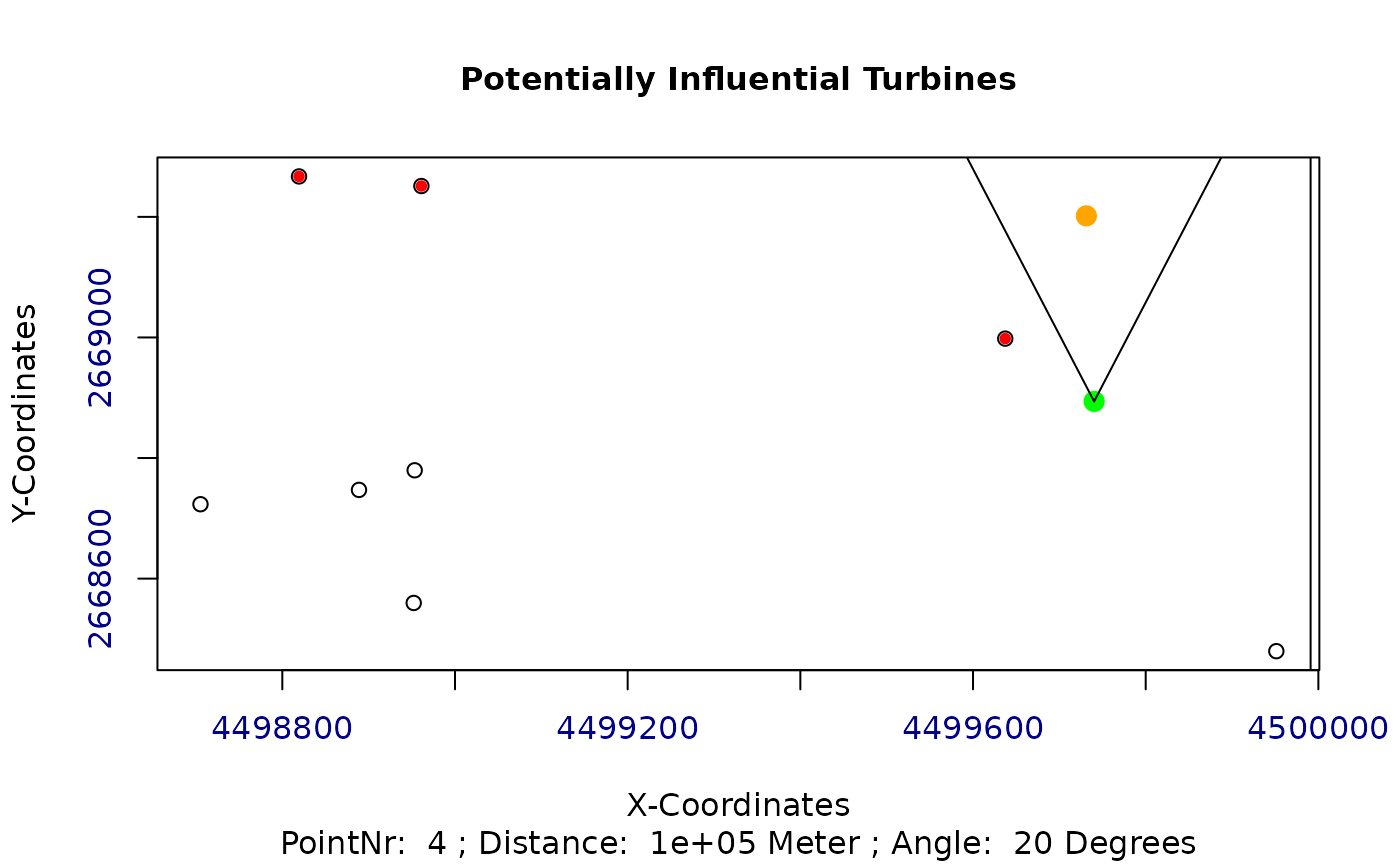 Potentially Influential Turbines
Y-Coordinates
2669000
2668600
4498800 4499200 4499600 4500000
X-Coordinates
PointNr:  4 ; Distance:  1e+05 Meter ; Angle:  20 Degrees